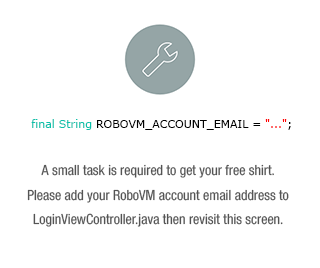 final String ROBOVM_ACCOUNT_EMAIL = "...";
A small task is required to get your free shirt.
Please add your RoboVM account email address to
LoginViewController.java then revisit this screen.